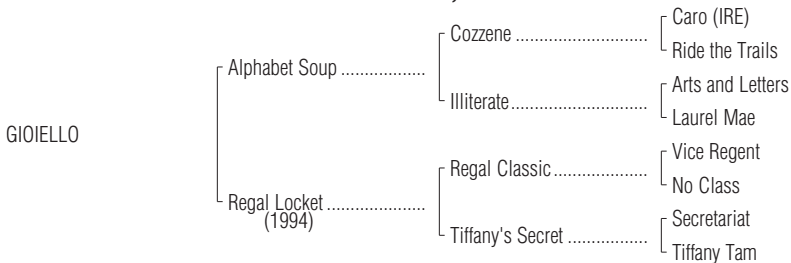 Caro (IRE)
Cozzene ............................
Ride the Trails
Alphabet Soup ..................
Arts and Letters
Illiterate.............................
Laurel Mae
GIOIELLO
Vice Regent
Regal Classic....................
No Class
Regal Locket .....................
(1994)
Secretariat
Tiffany's Secret .................
Tiffany Tam